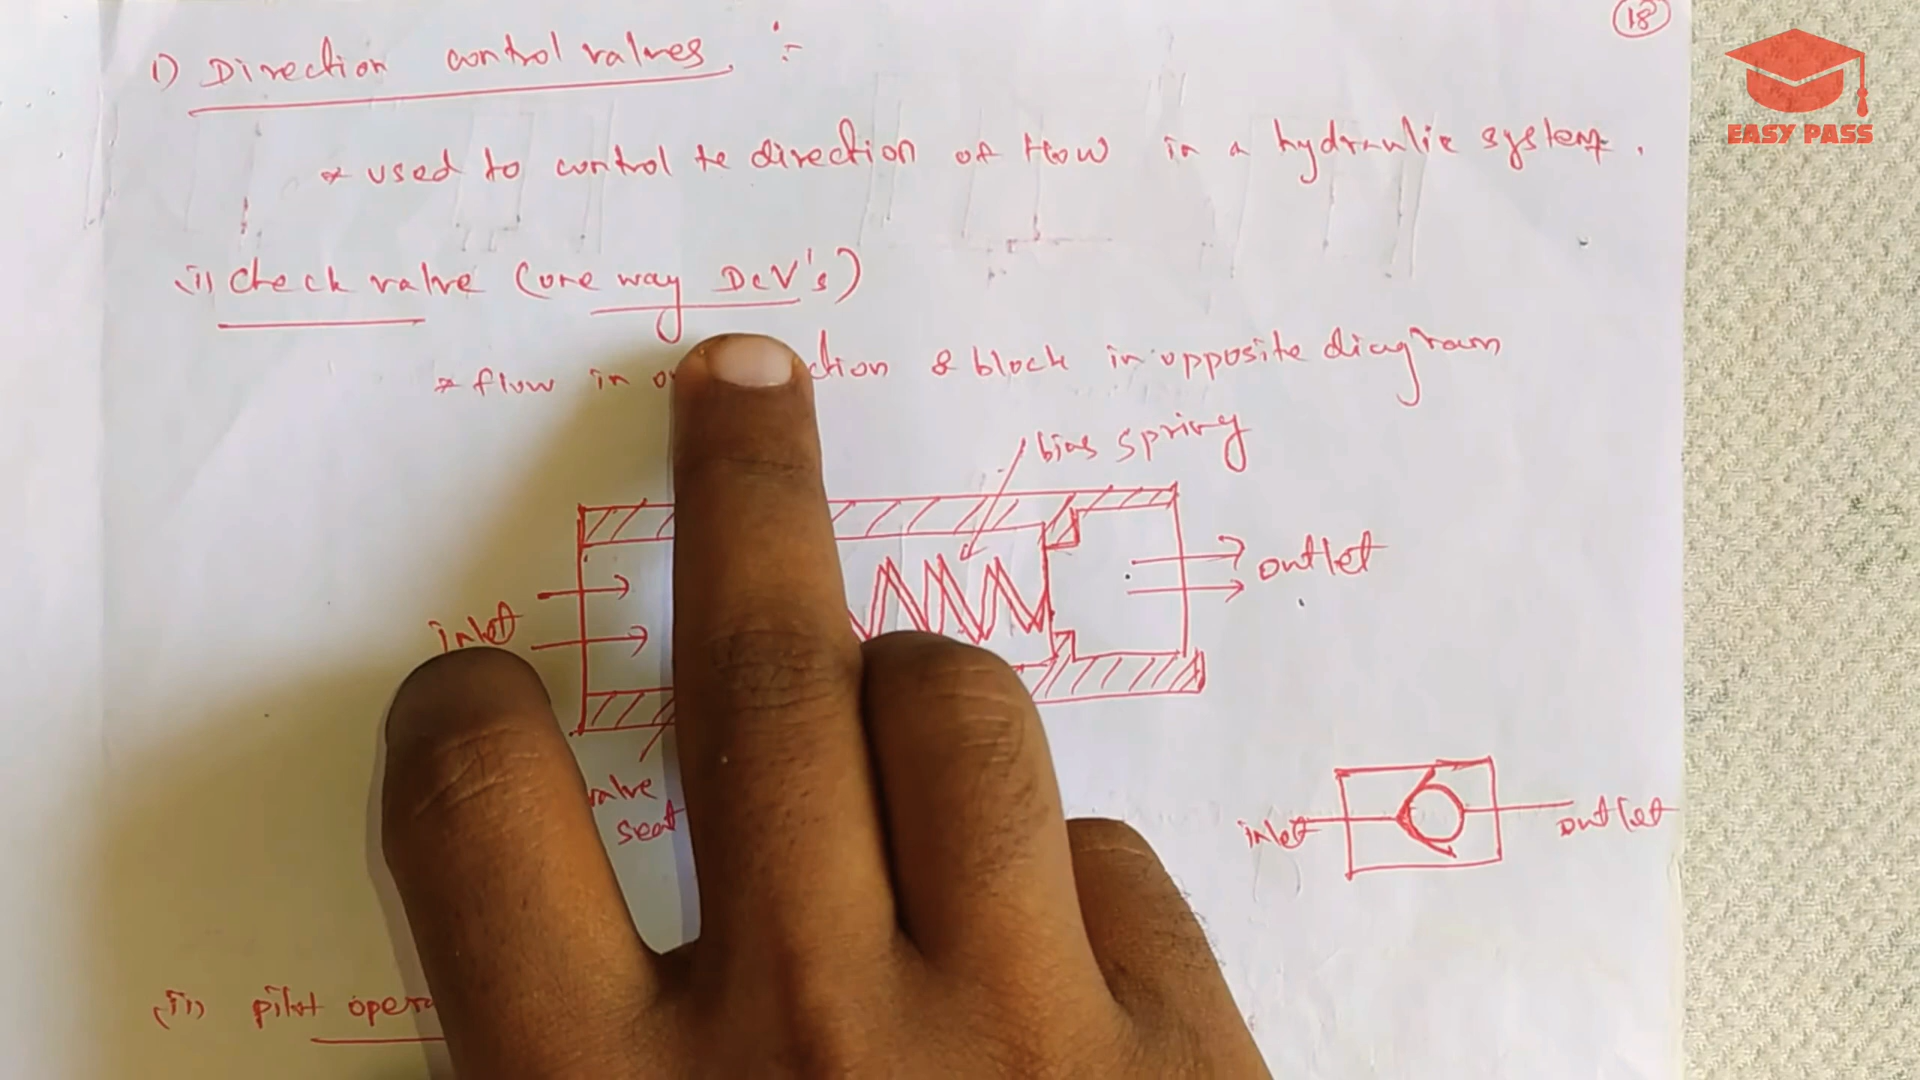 18
EASY PASS
1) Direction control valves. :-
* used to control te direction of flow in a hydraulic system.
(i) check valve (one way DCV's)
* flow in ction & block in opposite diagram
bias spring
outlet
inlet
valve
seat
inlet outlet
(ii) pilot opera